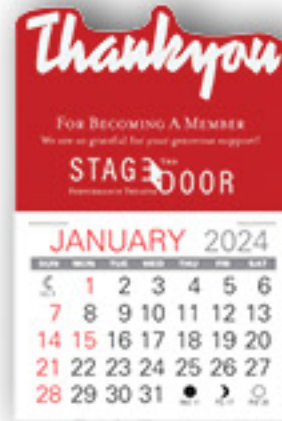 Thankyou
FOR BECOMING A MEMBER
We are so grateful for your generous support!
STAGE THE DOOR
JANUARY 2024
SUN MON TUE WED THU FRI SAT
1 2 3 4 5 6
7 8 9 10 11 12 13
14 15 16 17 18 19 20
21 22 23 24 25 26 27
28 29 30 31